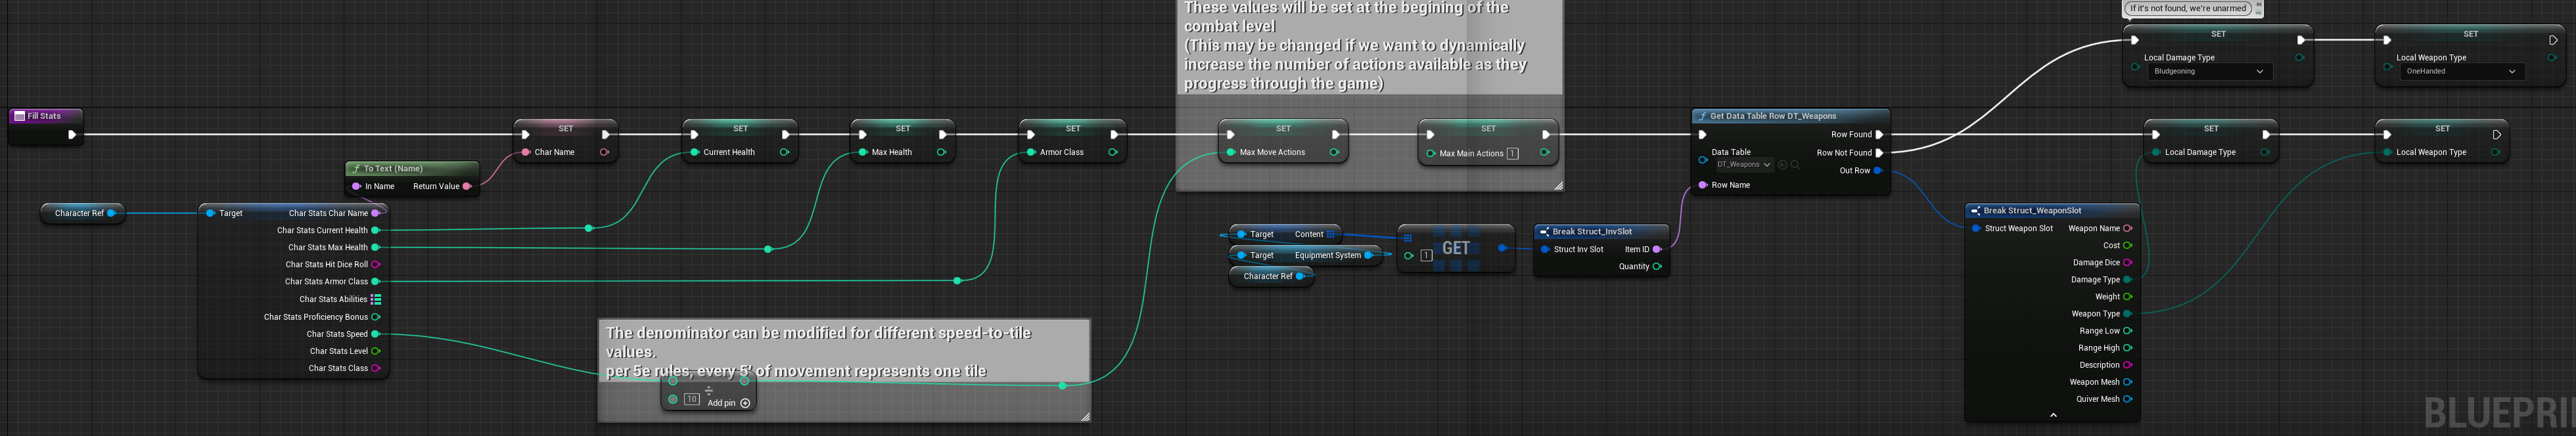 These values will be set at the begining of the
combat level
(This may be changed if we want to dynamically
increase the number of actions available as they
progress through the game)
If it's not found, we're unarmed
SET
Local Damage Type
Bludgeoning
SET
Local Weapon Type
OneHanded
Fill Stats
SET
Char Name
SET
Current Health
SET
Max Health
SET
Armor Class
SET
Max Move Actions
SET
Max Main Actions 1
Get Data Table Row DT_Weapons
Row Found
Row Not Found
Data Table
DT_Weapons
Out Row
Row Name
SET
Local Damage Type
SET
Local Weapon Type
To Text (Name)
In Name Return Value
Character Ref
Target Char Stats Char Name
Char Stats Current Health
Char Stats Max Health
Char Stats Hit Dice Roll
Char Stats Armor Class
Char Stats Abilities
Char Stats Proficiency Bonus
Char Stats Speed
Char Stats Level
Char Stats Class
Target Content
Target Equipment System
Character Ref
GET
1
Break Struct_InvSlot
Struct Inv Slot Item ID
Quantity
Break Struct_WeaponSlot
Struct Weapon Slot Weapon Name
Cost
Damage Dice
Damage Type
Weight
Weapon Type
Range Low
Range High
Description
Weapon Mesh
Quiver Mesh
The denominator can be modified for different speed-to-tile
values.
per 5e rules, every 5' of movement represents one tile
÷
10 Add pin
BLUEPRI